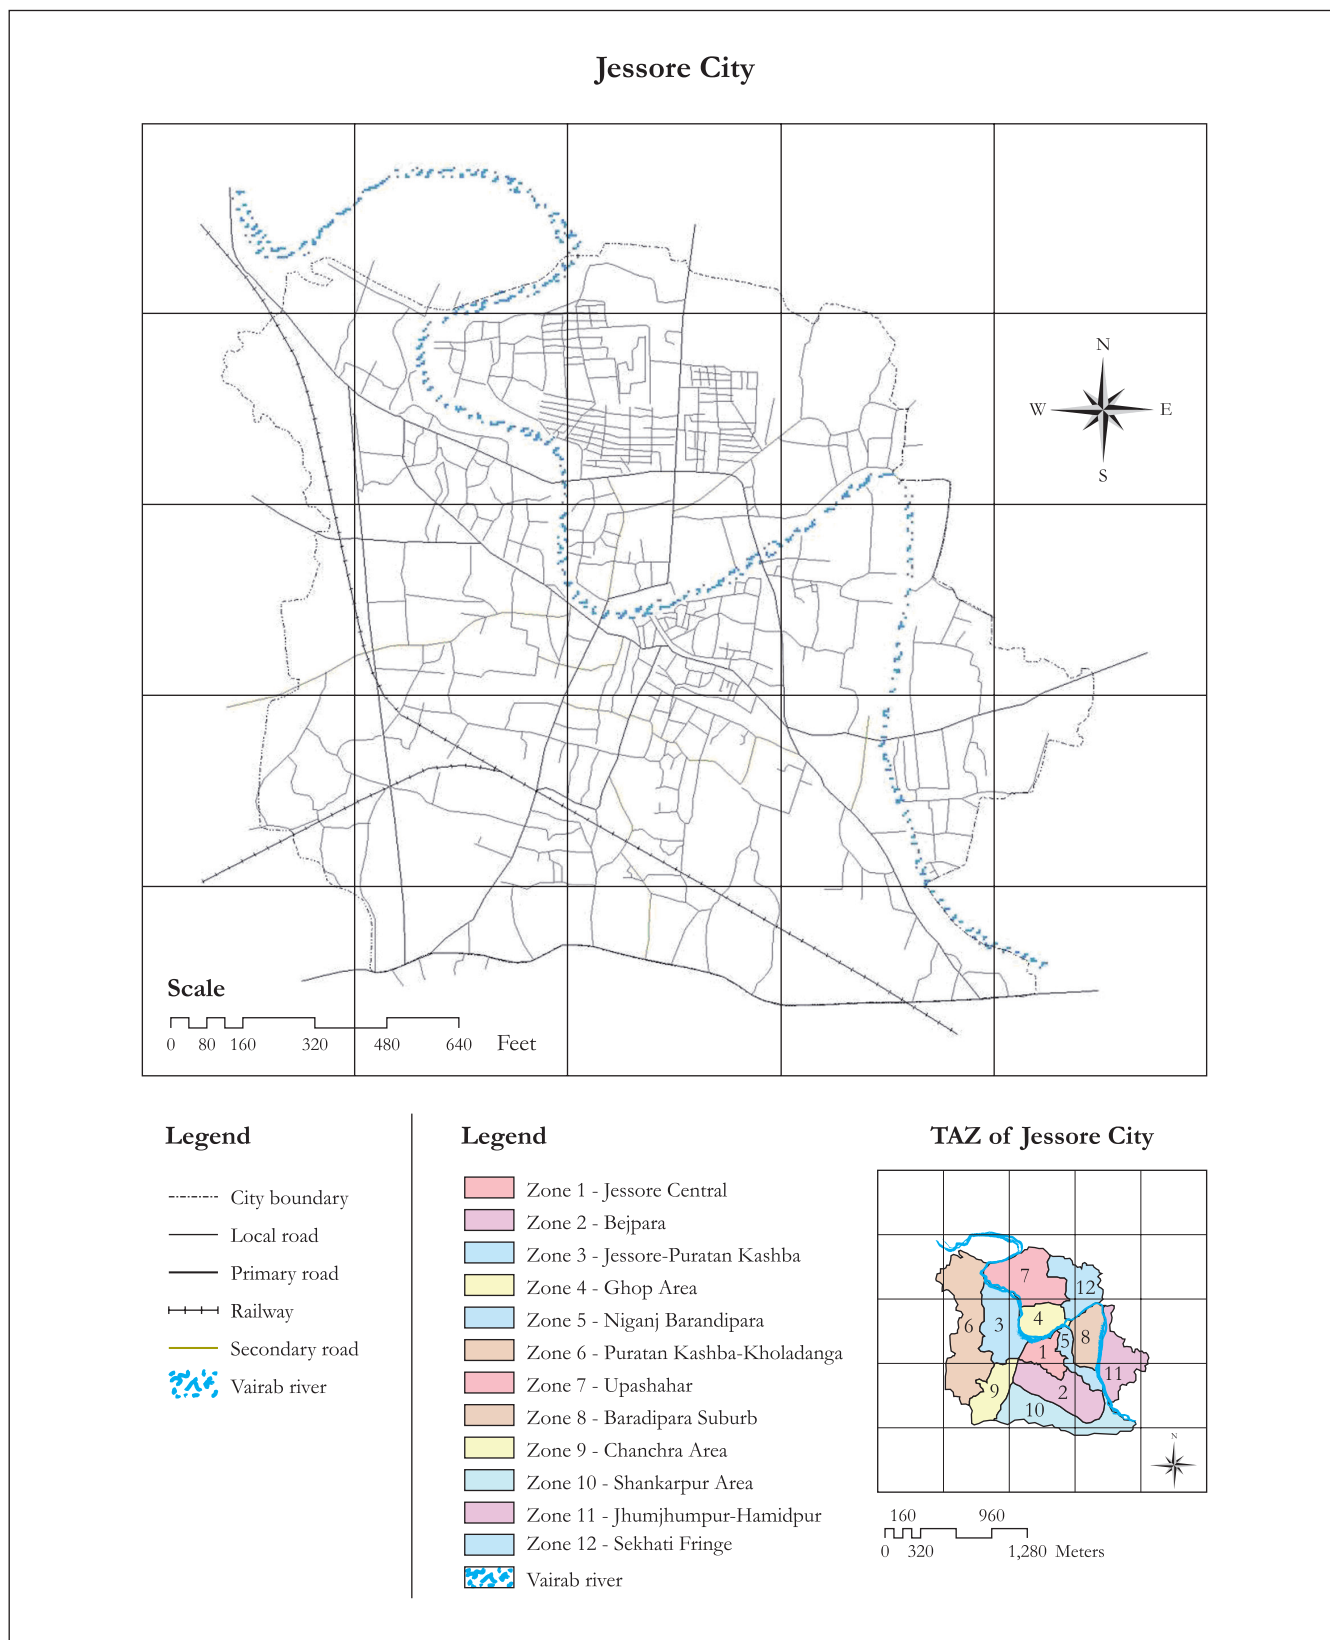 Jessore City
N
W
E
S
Scale
0 80 160 320 480 640 Feet
Legend
City boundary
Local road
Primary road
Railway
Secondary road
Vairab river
Legend
Zone 1 - Jessore Central
Zone 2 - Bejpara
Zone 3 - Jessore-Puratan Kashba
Zone 4 - Ghop Area
Zone 5 - Niganj Barandipara
Zone 6 - Puratan Kashba-Kholadanga
Zone 7 - Upashahar
Zone 8 - Baradipara Suburb
Zone 9 - Chanchra Area
Zone 10 - Shankarpur Area
Zone 11 - Jhumjhumpur-Hamidpur
Zone 12 - Sekhati Fringe
Vairab river
TAZ of Jessore City
7
12
6
3
4
5
8
1
11
9
2
10
N
160 960
0 320 1,280 Meters